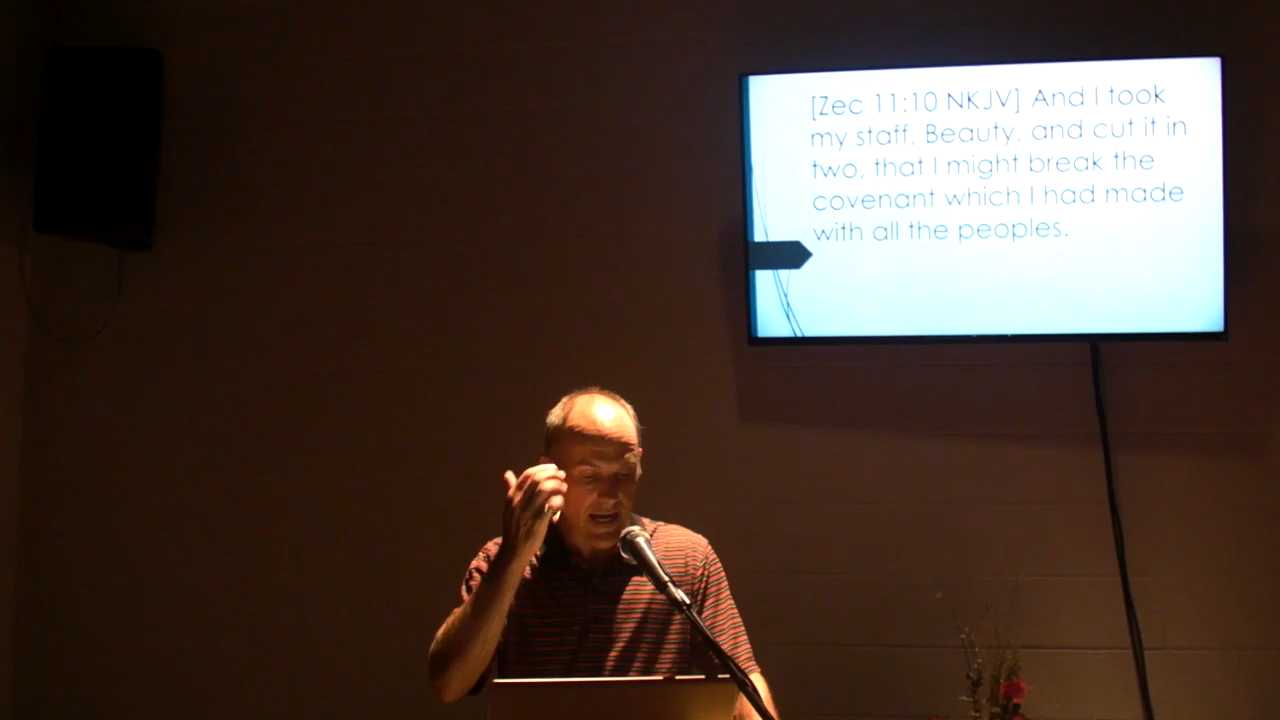 [Zec 11:10 NKJV] And I took
my staff, Beauty, and cut it in
two, that I might break the
covenant which I had made
with all the peoples.